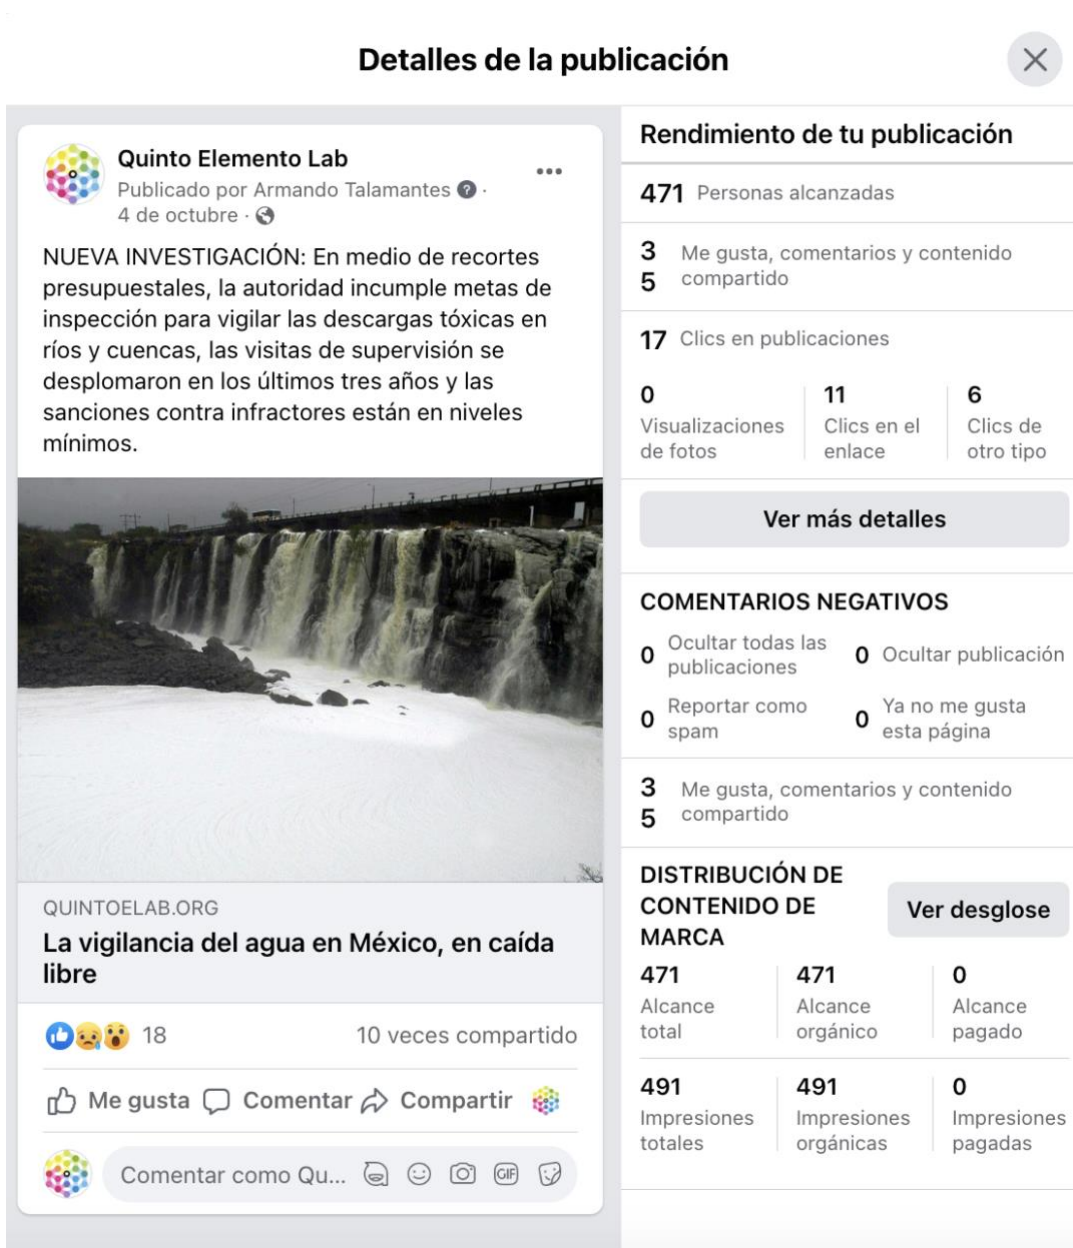 Detalles de la publicación
Quinto Elemento Lab
Publicado por Armando Talamantes ·
4 de octubre ·
NUEVA INVESTIGACIÓN: En medio de recortes
presupuestales, la autoridad incumple metas de
inspección para vigilar las descargas tóxicas en
ríos y cuencas, las visitas de supervisión se
desplomaron en los últimos tres años y las
sanciones contra infractores están en niveles
mínimos.
QUINTOELAB.ORG
La vigilancia del agua en México, en caída
libre
18
10 veces compartido
Me gusta
Comentar
Compartir
Comentar como Qu...
GIF
Rendimiento de tu publicación
471 Personas alcanzadas
3 Me gusta, comentarios y contenido
5 compartido
17 Clics en publicaciones
0
Visualizaciones
de fotos
11
Clics en el
enlace
6
Clics de
otro tipo
Ver más detalles
COMENTARIOS NEGATIVOS
0 Ocultar todas las
publicaciones
0 Ocultar publicación
0 Reportar como
spam
0 Ya no me gusta
esta página
3 Me gusta, comentarios y contenido
5 compartido
DISTRIBUCIÓN DE
CONTENIDO DE
MARCA
Ver desglose
471
Alcance
total
471
Alcance
orgánico
0
Alcance
pagado
491
Impresiones
totales
491
Impresiones
orgánicas
0
Impresiones
pagadas